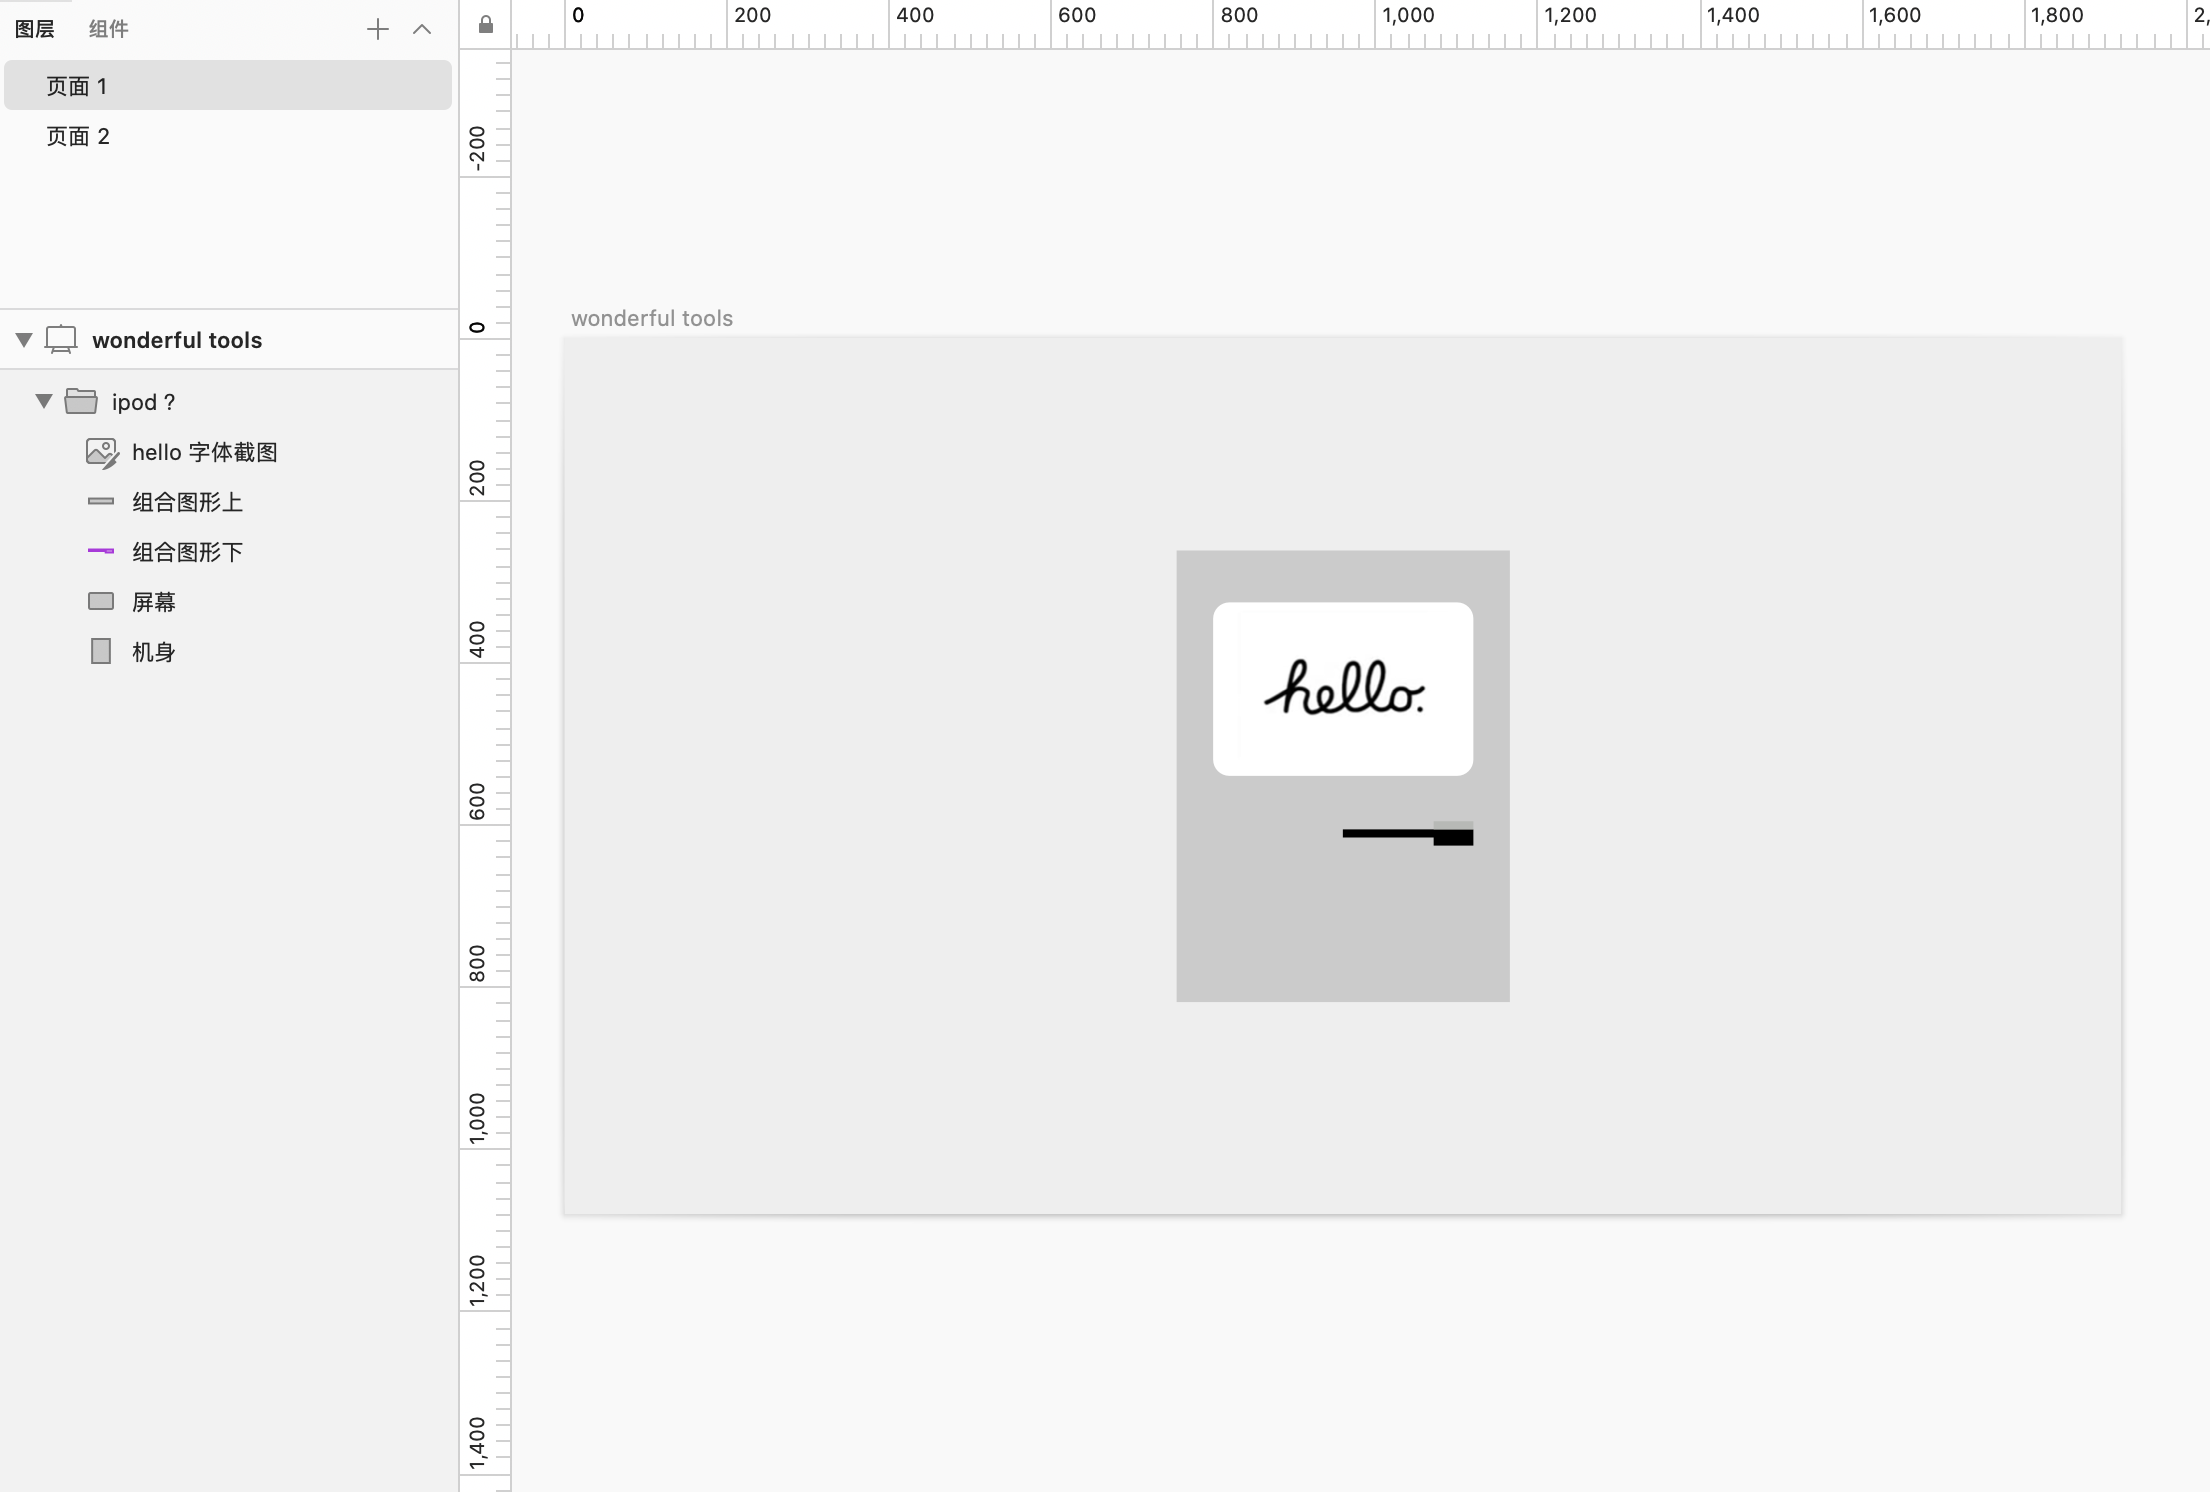 图层 组件
页面 1
页面 2
wonderful tools
ipod ?
hello 字体截图
组合图形上
组合图形下
屏幕
机身
0 200 400 600 800 1,000 1,200 1,400 1,600 1,800 2,
-200
0
200
400
600
800
1,000
1,200
1,400
wonderful tools
hello.